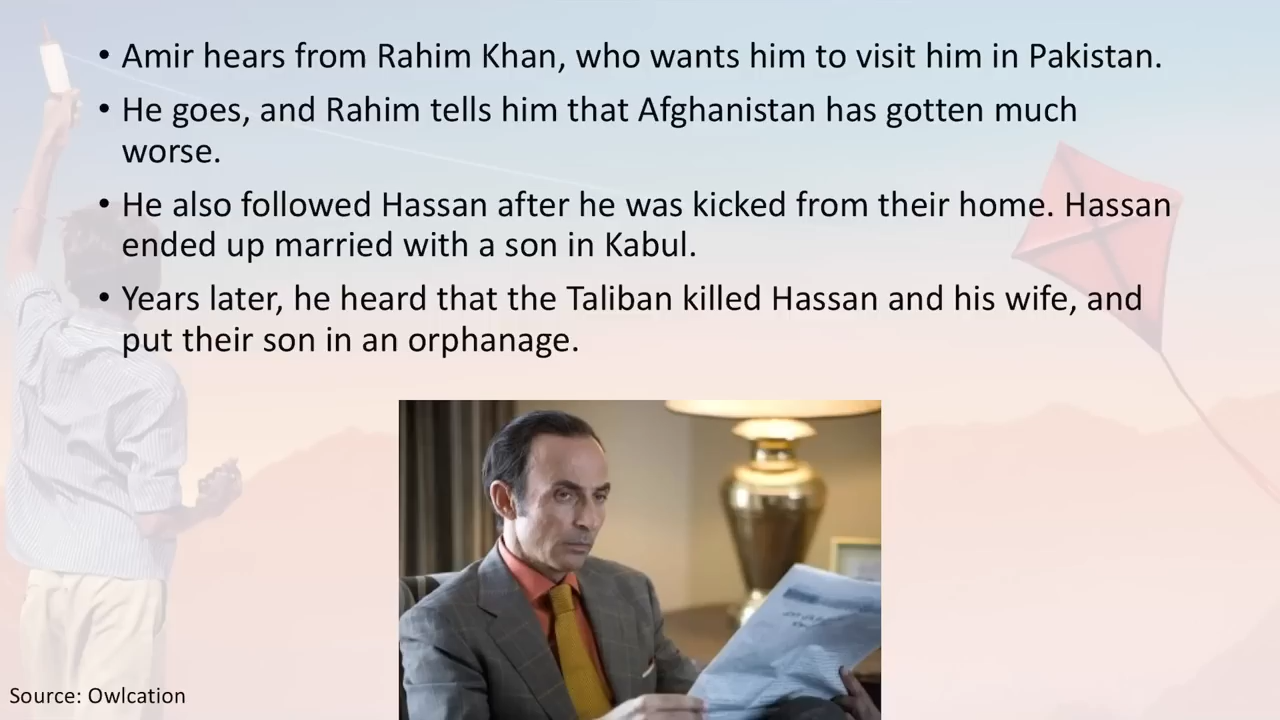 • Amir hears from Rahim Khan, who wants him to visit him in Pakistan.
• He goes, and Rahim tells him that Afghanistan has gotten much
worse.
• He also followed Hassan after he was kicked from their home. Hassan
ended up married with a son in Kabul.
• Years later, he heard that the Taliban killed Hassan and his wife, and
put their son in an orphanage.
Source: Owlcation